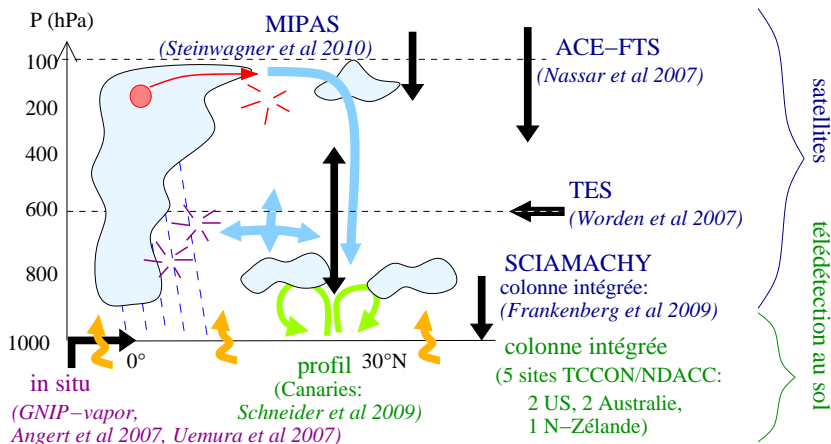 P (hPa)
MIPAS
(Steinwagner et al 2010)
ACE−FTS
(Nassar et al 2007)
100
200
400
600
800
1000
TES
(Worden et al 2007)
SCIAMACHY
colonne intégrée:
(Frankenberg et al 2009)
satellites
télédétection au sol
0°
30°N
in situ
(GNIP−vapor,
Angert et al 2007, Uemura et al 2007)
profil
(Canaries:
Schneider et al 2009)
colonne intégrée
(5 sites TCCON/NDACC:
2 US, 2 Australie,
1 N−Zélande)